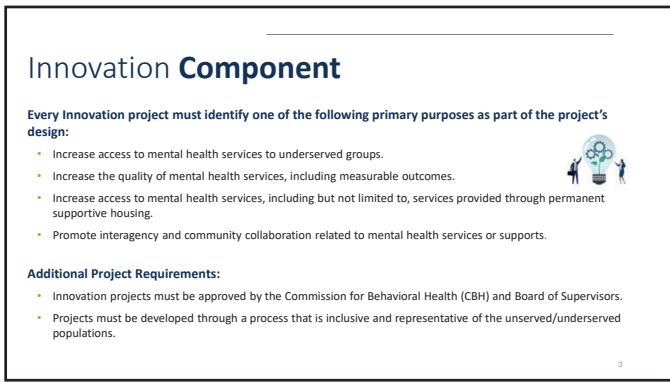 Innovation Component
Every Innovation project must identify one of the following primary purposes as part of the project's
design:
• Increase access to mental health services to underserved groups.
• Increase the quality of mental health services, including measurable outcomes.
• Increase access to mental health services, including but not limited to, services provided through permanent
supportive housing.
• Promote interagency and community collaboration related to mental health services or supports.
Additional Project Requirements:
• Innovation projects must be approved by the Commission for Behavioral Health (CBH) and Board of Supervisors.
• Projects must be developed through a process that is inclusive and representative of the unserved/underserved
populations.
3